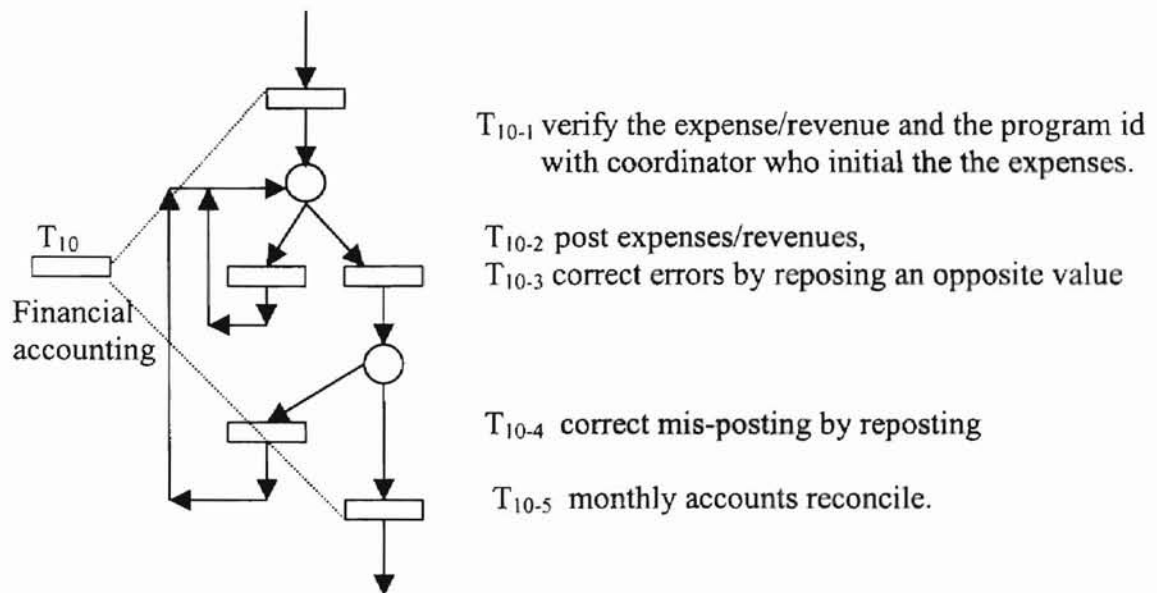 T10-1 verify the expense/revenue and the program id
with coordinator who initial the the expenses.
T10
Financial
accounting
T10-2 post expenses/revenues,
T10-3 correct errors by reposing an opposite value
T10-4 correct mis-posting by reposting
T10-5 monthly accounts reconcile.